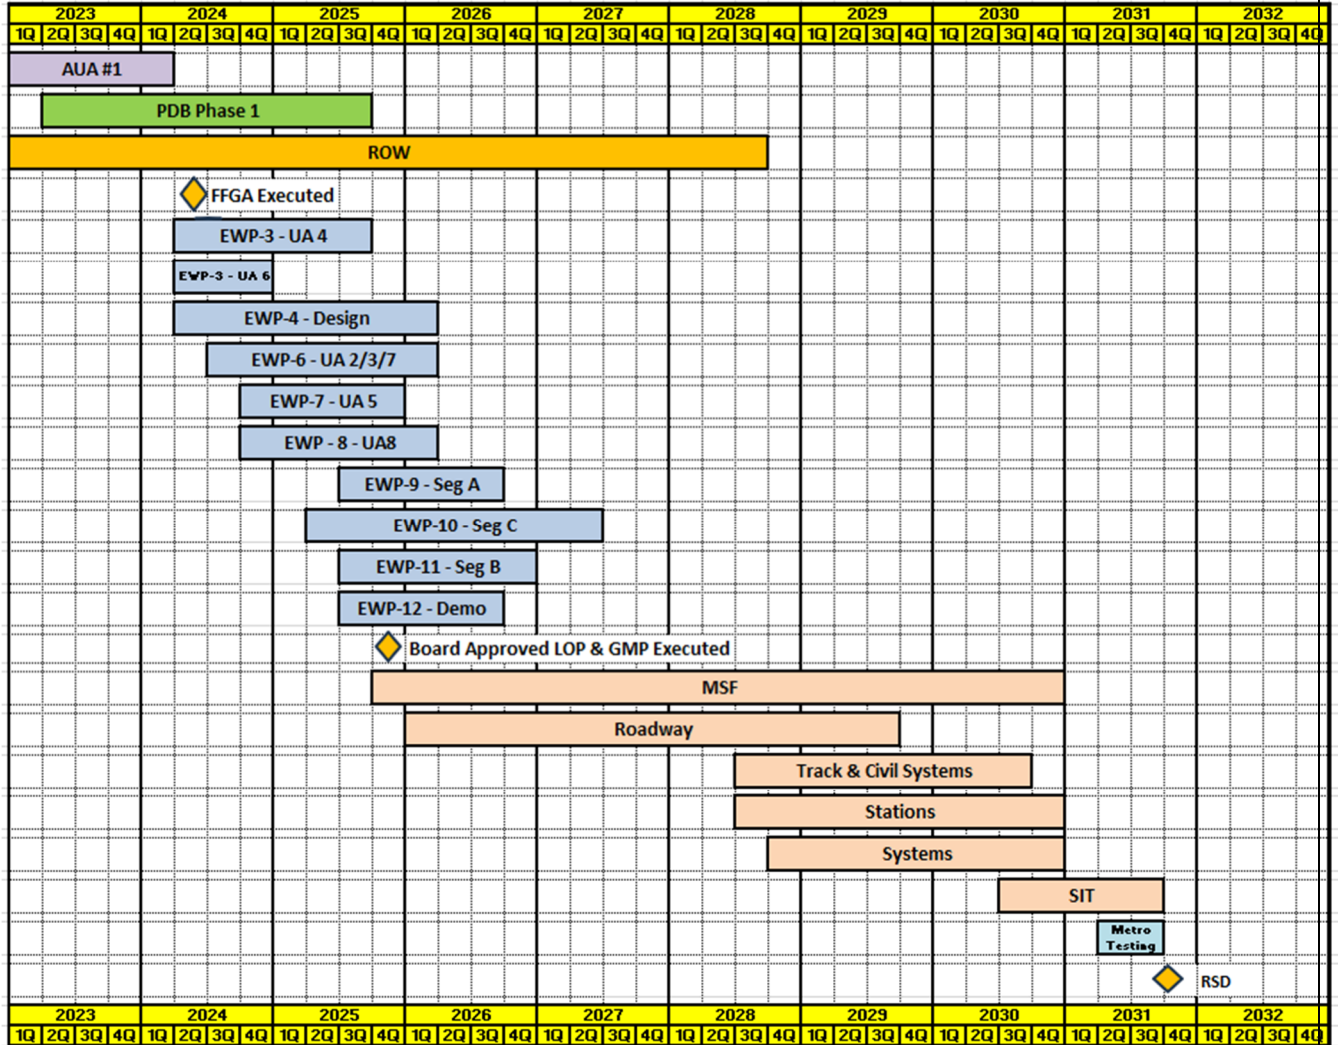 2023 2024 2025 2026 2027 2028 2029 2030 2031 2032
1Q 2Q 3Q 4Q 1Q 2Q 3Q 4Q 1Q 2Q 3Q 4Q 1Q 2Q 3Q 4Q 1Q 2Q 3Q 4Q 1Q 2Q 3Q 4Q 1Q 2Q 3Q 4Q 1Q 2Q 3Q 4Q 1Q 2Q 3Q 4Q 1Q 2Q 3Q 4Q
AUA #1
PDB Phase 1
ROW
FFGA Executed
EWP-3 - UA 4
EWP-3 - UA 6
EWP-4 - Design
EWP-6 - UA 2/3/7
EWP-7 - UA 5
EWP - 8 - UA8
EWP-9 - Seg A
EWP-10 - Seg C
EWP-11 - Seg B
EWP-12 - Demo
Board Approved LOP & GMP Executed
MSF
Roadway
Track & Civil Systems
Stations
Systems
SIT
Metro
Testing
RSD
2023 2024 2025 2026 2027 2028 2029 2030 2031 2032
1Q 2Q 3Q 4Q 1Q 2Q 3Q 4Q 1Q 2Q 3Q 4Q 1Q 2Q 3Q 4Q 1Q 2Q 3Q 4Q 1Q 2Q 3Q 4Q 1Q 2Q 3Q 4Q 1Q 2Q 3Q 4Q 1Q 2Q 3Q 4Q 1Q 2Q 3Q 4Q